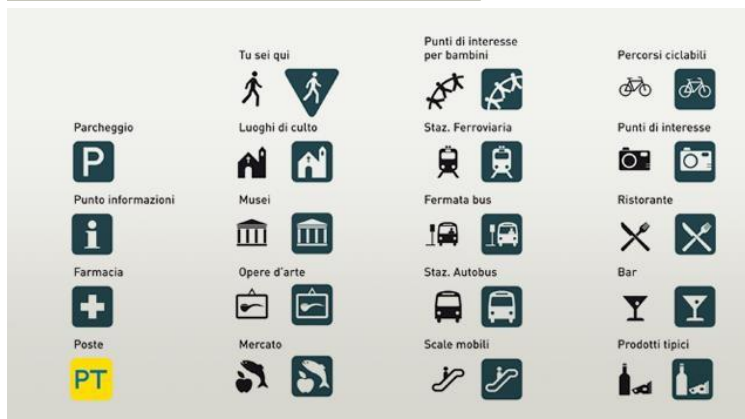 Tu sei qui
Punti di interesse
per bambini
Percorsi ciclabili
Parcheggio
Luoghi di culto
Staz. Ferroviaria
Punti di interesse
P
Punto informazioni
Musei
Fermata bus
Ristorante
i
Farmacia
Opere d'arte
Staz. Autobus
Bar
Poste
Mercato
Scale mobili
Prodotti tipici
PT